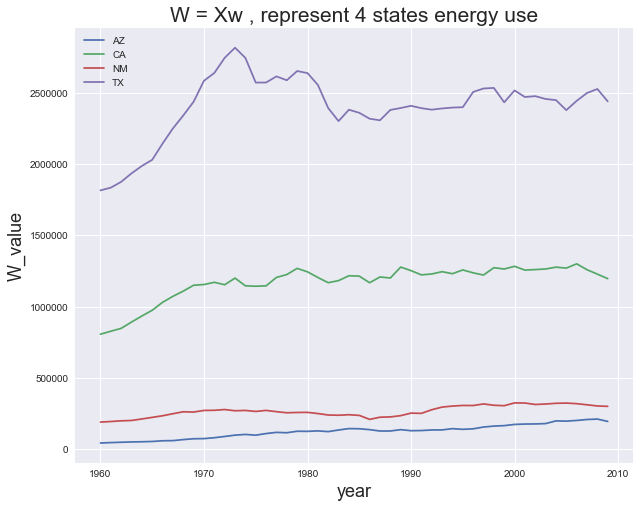 W = Xw , represent 4 states energy use
AZ
CA
NM
TX
2500000
2000000
1500000
1000000
500000
0
W_value
1960
1970
1980
1990
2000
2010
year